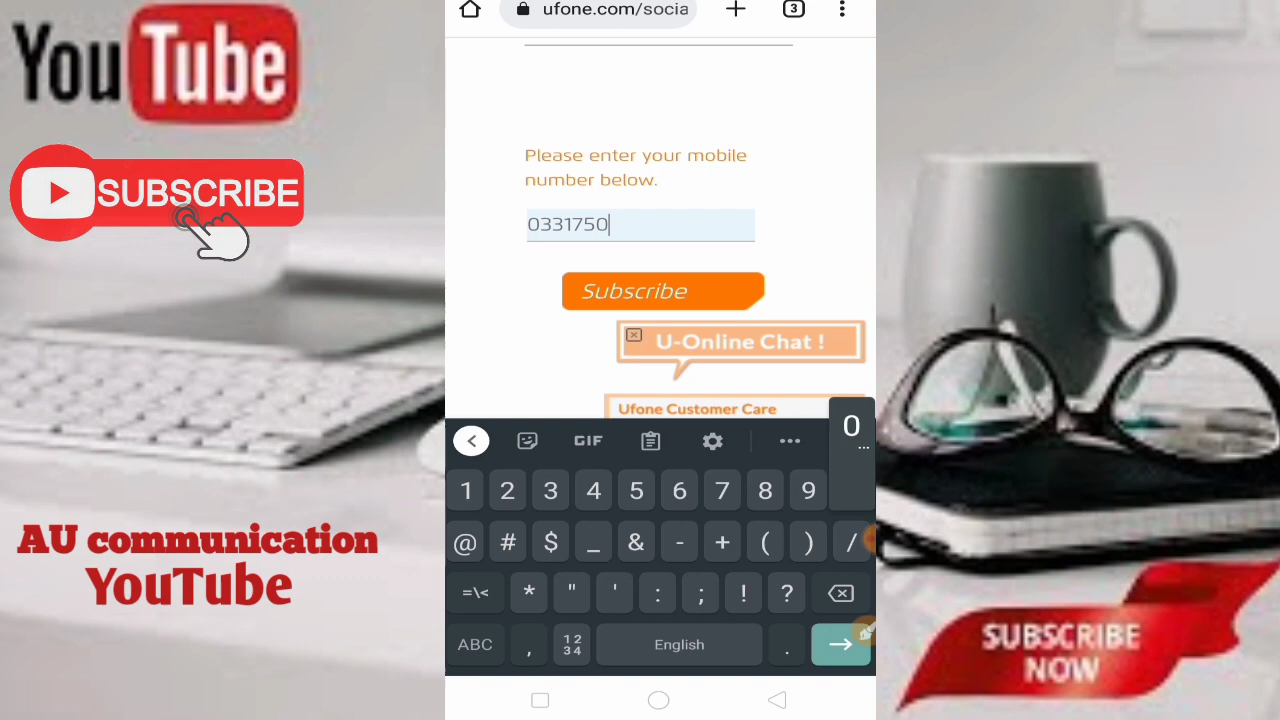 YouTube
SUBSCRIBE
AU communication
YouTube
ufone.com/socia
3
Please enter your mobile
number below.
0331750
Subscribe
U-Online Chat !
Ufone Customer Care
GIF
0
...
1 2 3 4 5 6 7 8 9
@ # $ _ & - + ( ) /
=\< * " ' : ; ! ?
ABC , 12 34 English .
SUBSCRIBE
NOW